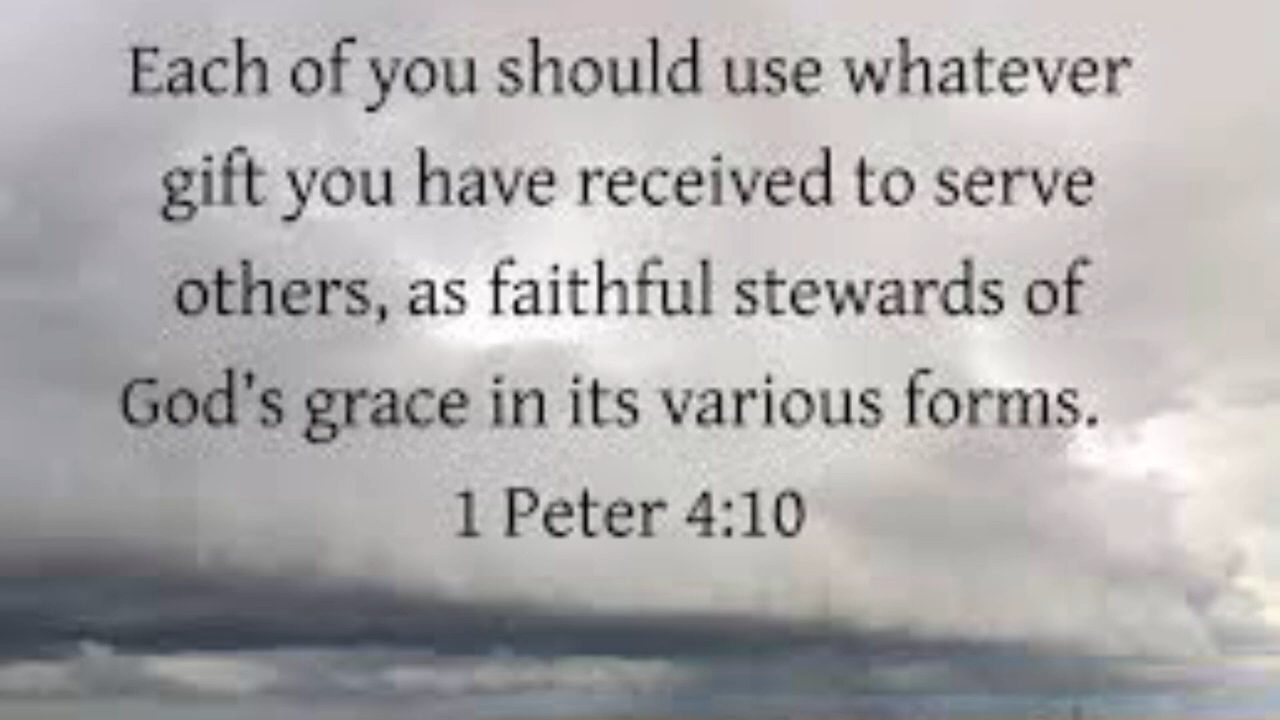 Each of you should use whatever
gift you have received to serve
others, as faithful stewards of
God's grace in its various forms.
1 Peter 4:10